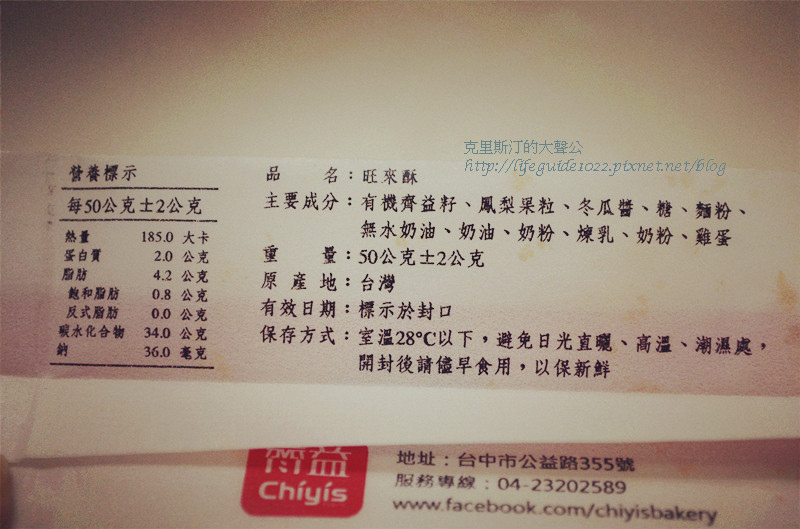 克里斯汀的大聲公
http://lifeguide1022.pixnet.net/blog
營養標示
每50公克±2公克
熱量 185.0 大卡
蛋白質 2.0 公克
脂肪 4.2 公克
飽和脂肪 0.8 公克
反式脂肪 0.0 公克
碳水化合物 34.0 公克
鈉 36.0 毫克
品名：旺來酥
主要成分：有機齊益籽、鳳梨果粒、冬瓜醬、糖、麵粉、
無水奶油、奶油、奶粉、煉乳、奶粉、雞蛋
重量：50公克±2公克
原產地：台灣
有效日期：標示於封口
保存方式：室溫28°C以下，避免日光直曬、高溫、潮濕處，
開封後請儘早食用，以保新鮮
齊益
Chiyis
地址：台中市公益路355號
服務專線：04-23202589
www.facebook.com/chiyisbakery